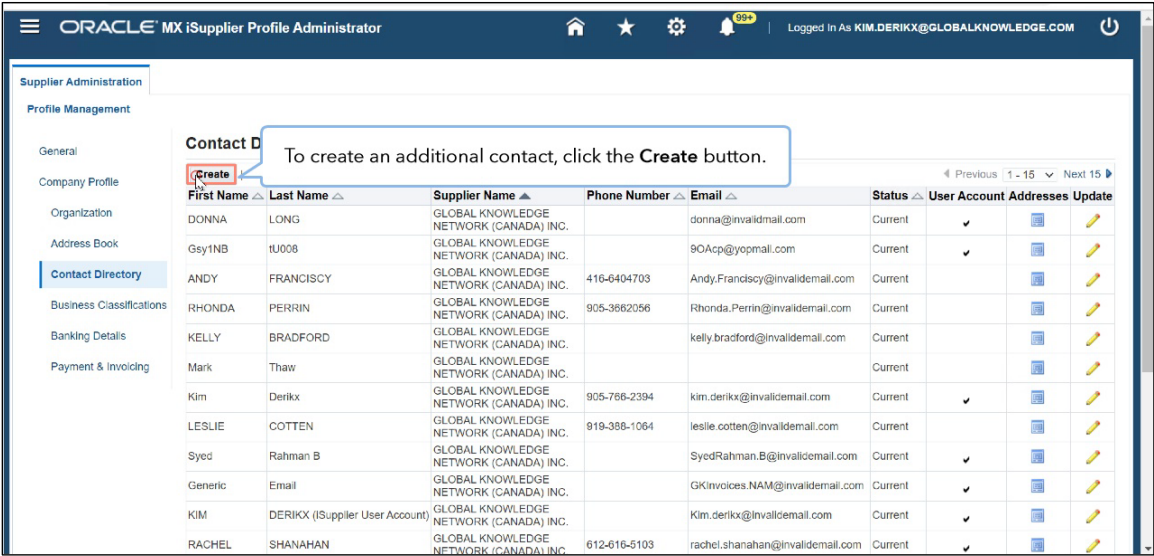 ORACLE MX iSupplier Profile Administrator
99+
Logged In As KIM.DERIKX@GLOBALKNOWLEDGE.COM
Supplier Administration
Profile Management
General
Company Profile
Organization
Address Book
Contact Directory
Business Classifications
Banking Details
Payment & Invoicing
Contact D
To create an additional contact, click the Create button.
Create
Previous 1 - 15 Next 15
First Name Last Name Supplier Name Phone Number Email Status User Account Addresses Update
DONNA LONG GLOBAL KNOWLEDGE NETWORK (CANADA) INC. donna@invalidmail.com Current
Gsy1NB tU008 GLOBAL KNOWLEDGE NETWORK (CANADA) INC. 9OAcp@yopmail.com Current
ANDY FRANCISCY GLOBAL KNOWLEDGE NETWORK (CANADA) INC. 416-6404703 Andy.Franciscy@invalidemail.com Current
RHONDA PERRIN GLOBAL KNOWLEDGE NETWORK (CANADA) INC. 905-3662056 Rhonda.Perrin@invalidemail.com Current
KELLY BRADFORD GLOBAL KNOWLEDGE NETWORK (CANADA) INC. kelly.bradford@invalidemail.com Current
Mark Thaw GLOBAL KNOWLEDGE NETWORK (CANADA) INC. Current
Kim Derikx GLOBAL KNOWLEDGE NETWORK (CANADA) INC. 905-766-2394 kim.derikx@invalidemail.com Current
LESLIE COTTEN GLOBAL KNOWLEDGE NETWORK (CANADA) INC. 919-388-1064 leslie.cotten@invalidemail.com Current
Syed Rahman B GLOBAL KNOWLEDGE NETWORK (CANADA) INC. SyedRahman.B@invalidemail.com Current
Generic Email GLOBAL KNOWLEDGE NETWORK (CANADA) INC. GKInvoices.NAM@invalidemail.com Current
KIM DERIKX (iSupplier User Account) GLOBAL KNOWLEDGE NETWORK (CANADA) INC. Kim.derikx@invalidemail.com Current
RACHEL SHANAHAN GLOBAL KNOWLEDGE NETWORK (CANADA) INC. 612-616-5103 rachel.shanahan@invalidemail.com Current